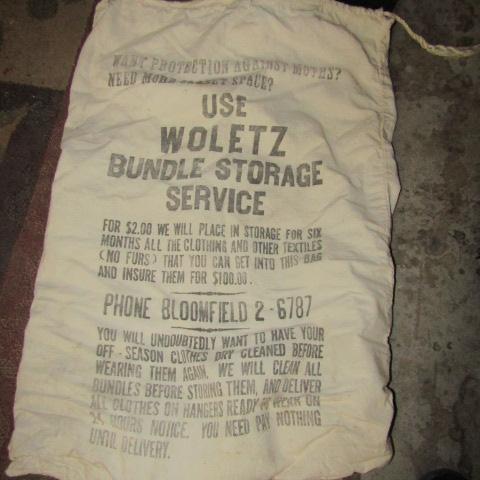 WANT PROTECTION AGAINST MOTHS?
NEED MORE CLOSET SPACE?
USE
WOLETZ
BUNDLE STORAGE
SERVICE
FOR $2.00 WE WILL PLACE IN STORAGE FOR SIX
MONTHS ALL THE CLOTHING AND OTHER TEXTILES
(NO FURS) THAT YOU CAN GET INTO THIS BAG
AND INSURE THEM FOR $100.00.
PHONE BLOOMFIELD 2-6787
YOU WILL UNDOUBTEDLY WANT TO HAVE YOUR
OFF-SEASON CLOTHES DRY CLEANED BEFORE
WEARING THEM AGAIN. WE WILL CLEAN ALL
BUNDLES BEFORE STORING THEM, AND DELIVER
ALL CLOTHES ON HANGERS READY TO WEAR ON
HOURS NOTICE. YOU NEED PAY NOTHING
UNTIL DELIVERY.